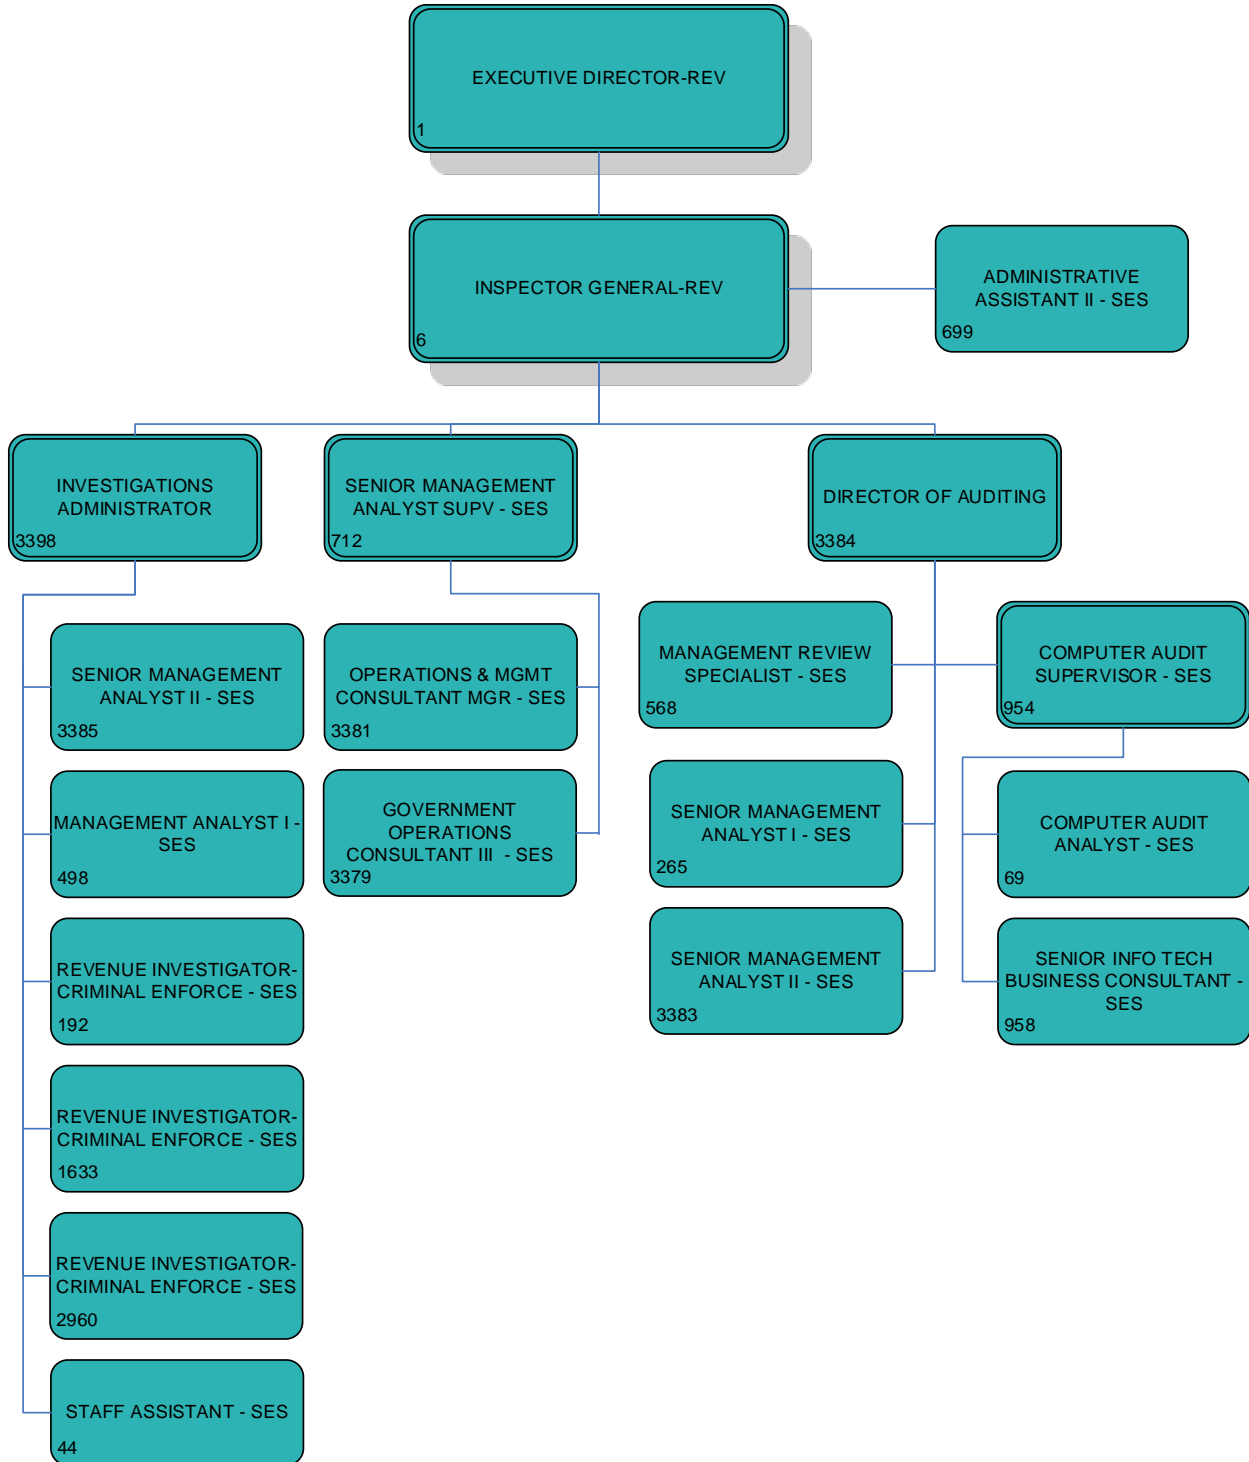 EXECUTIVE DIRECTOR-REV
1
INSPECTOR GENERAL-REV
6
ADMINISTRATIVE
ASSISTANT II - SES
699
INVESTIGATIONS
ADMINISTRATOR
3398
SENIOR MANAGEMENT
ANALYST SUPV - SES
712
DIRECTOR OF AUDITING
3384
SENIOR MANAGEMENT
ANALYST II - SES
3385
MANAGEMENT ANALYST I -
SES
498
REVENUE INVESTIGATOR-
CRIMINAL ENFORCE - SES
192
REVENUE INVESTIGATOR-
CRIMINAL ENFORCE - SES
1633
REVENUE INVESTIGATOR-
CRIMINAL ENFORCE - SES
2960
STAFF ASSISTANT - SES
44
OPERATIONS & MGMT
CONSULTANT MGR - SES
3381
GOVERNMENT
OPERATIONS
CONSULTANT III  - SES
3379
MANAGEMENT REVIEW
SPECIALIST - SES
568
SENIOR MANAGEMENT
ANALYST I - SES
265
SENIOR MANAGEMENT
ANALYST II - SES
3383
COMPUTER AUDIT
SUPERVISOR - SES
954
COMPUTER AUDIT
ANALYST - SES
69
SENIOR INFO TECH
BUSINESS CONSULTANT -
SES
958